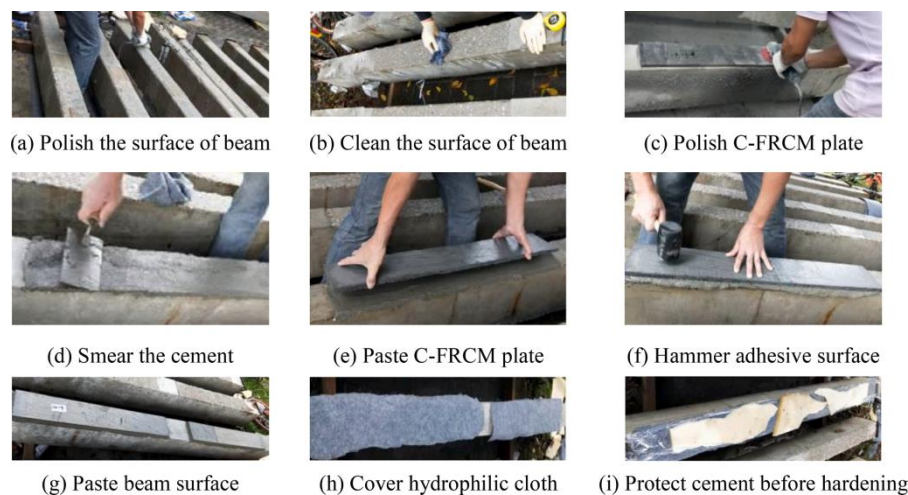 (a) Polish the surface of beam
(b) Clean the surface of beam
(c) Polish C-FRCM plate
(d) Smear the cement
(e) Paste C-FRCM plate
(f) Hammer adhesive surface
(g) Paste beam surface
(h) Cover hydrophilic cloth
(i) Protect cement before hardening